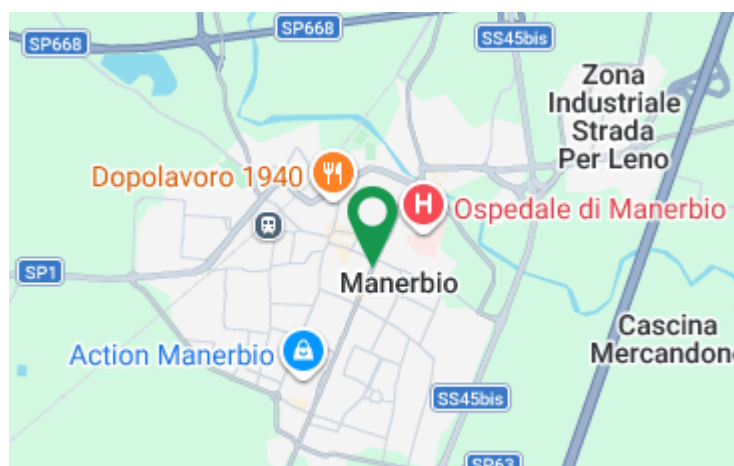 SP668
SP668
SS45bis
Zona
Industriale
Strada
Per Leno
Dopolavoro 1940
H
Ospedale di Manerbio
SP1
Manerbio
Cascina
Mercandone
Action Manerbio
SS45bis
SP63